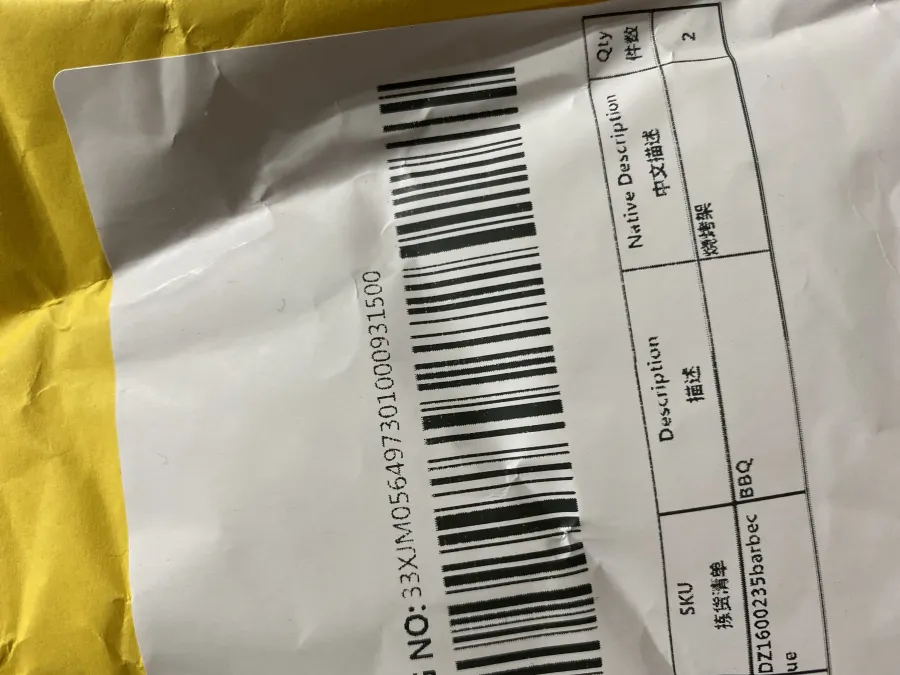 NO: 33XJM056497301000931500
SKU Description Native Description Qty
拣货清单 描述 中文描述 件数
DZ1600235barbec BBQ 烧烤架 2
ue